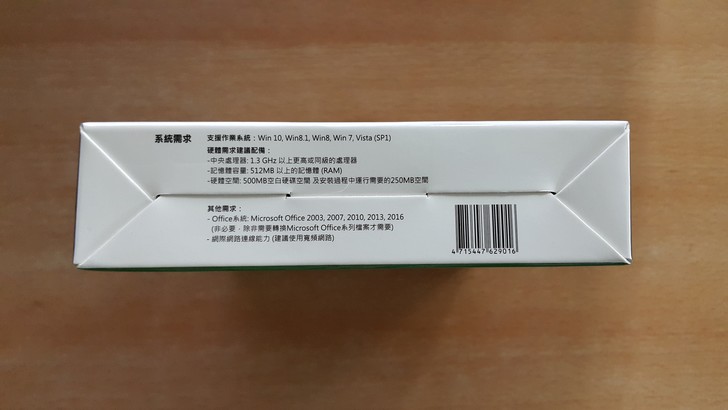 系統需求
支援作業系統：Win 10, Win8.1, Win8, Win 7, Vista (SP1)
硬體需求建議配備：
-中央處理器: 1.3 GHz 以上更高或同級的處理器
-記憶體容量: 512MB 以上的記憶體 (RAM)
-硬體空間: 500MB空白硬碟空間 及安裝過程中運行需要的250MB空間
其他需求：
- Office系統: Microsoft Office 2003, 2007, 2010, 2013, 2016
(非必要，除非需轉換Microsoft Office系列檔案才需要)
- 網際網路連線能力 (建議使用寬頻網路)
4 715447 629016